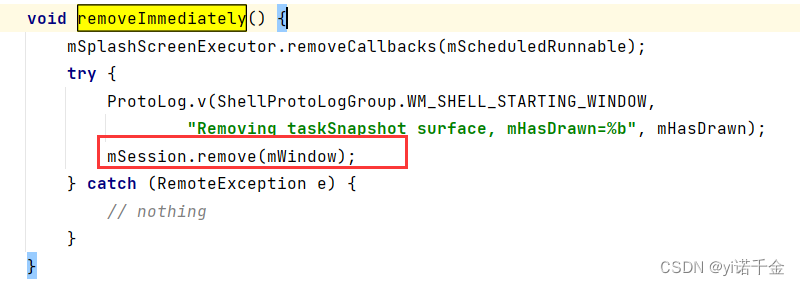 void removeImmediately() {
mSplashScreenExecutor.removeCallbacks(mScheduledRunnable);
try {
ProtoLog.v(ShellProtoLogGroup.WM_SHELL_STARTING_WINDOW,
"Removing taskSnapshot surface, mHasDrawn=%b", mHasDrawn);
mSession.remove(mWindow);
} catch (RemoteException e) {
// nothing
}
}
CSDN @yi诺千金